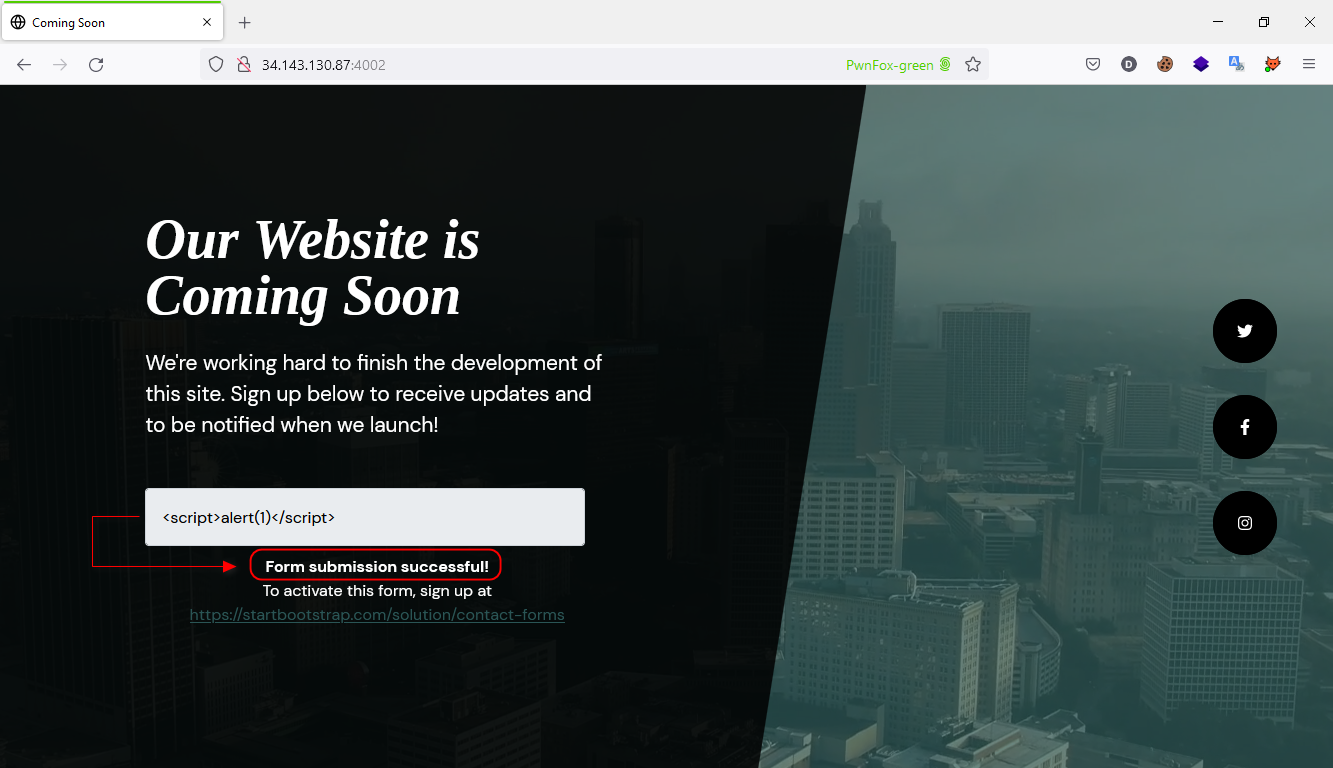 Coming Soon
34.143.130.87:4002
PwnFox-green
D
Our Website is
Coming Soon
We're working hard to finish the development of
this site. Sign up below to receive updates and
to be notified when we launch!
<script>alert(1)</script>
Form submission successful!
To activate this form, sign up at
https://startbootstrap.com/solution/contact-forms